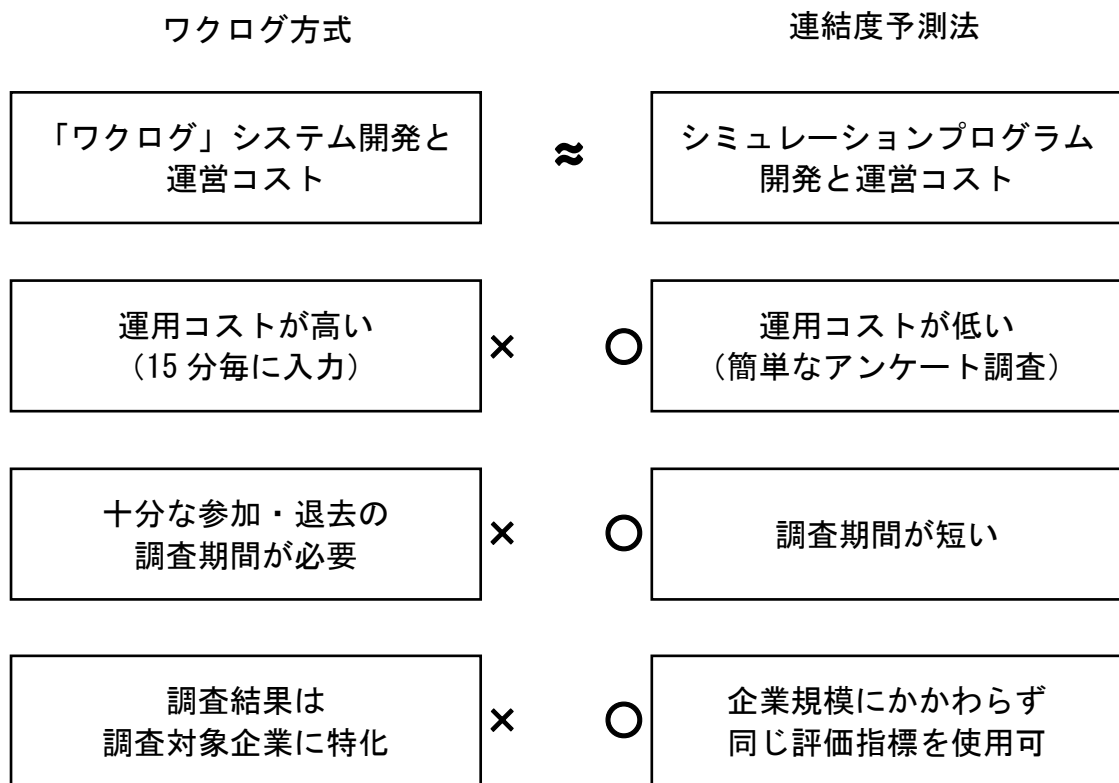 ワクログ方式
連結度予測法
「ワクログ」システム開発と
運営コスト
≈
シミュレーションプログラム
開発と運営コスト
運用コストが高い
（15 分毎に入力）
×
○
運用コストが低い
（簡単なアンケート調査）
十分な参加・退去の
調査期間が必要
×
○
調査期間が短い
調査結果は
調査対象企業に特化
×
○
企業規模にかかわらず
同じ評価指標を使用可